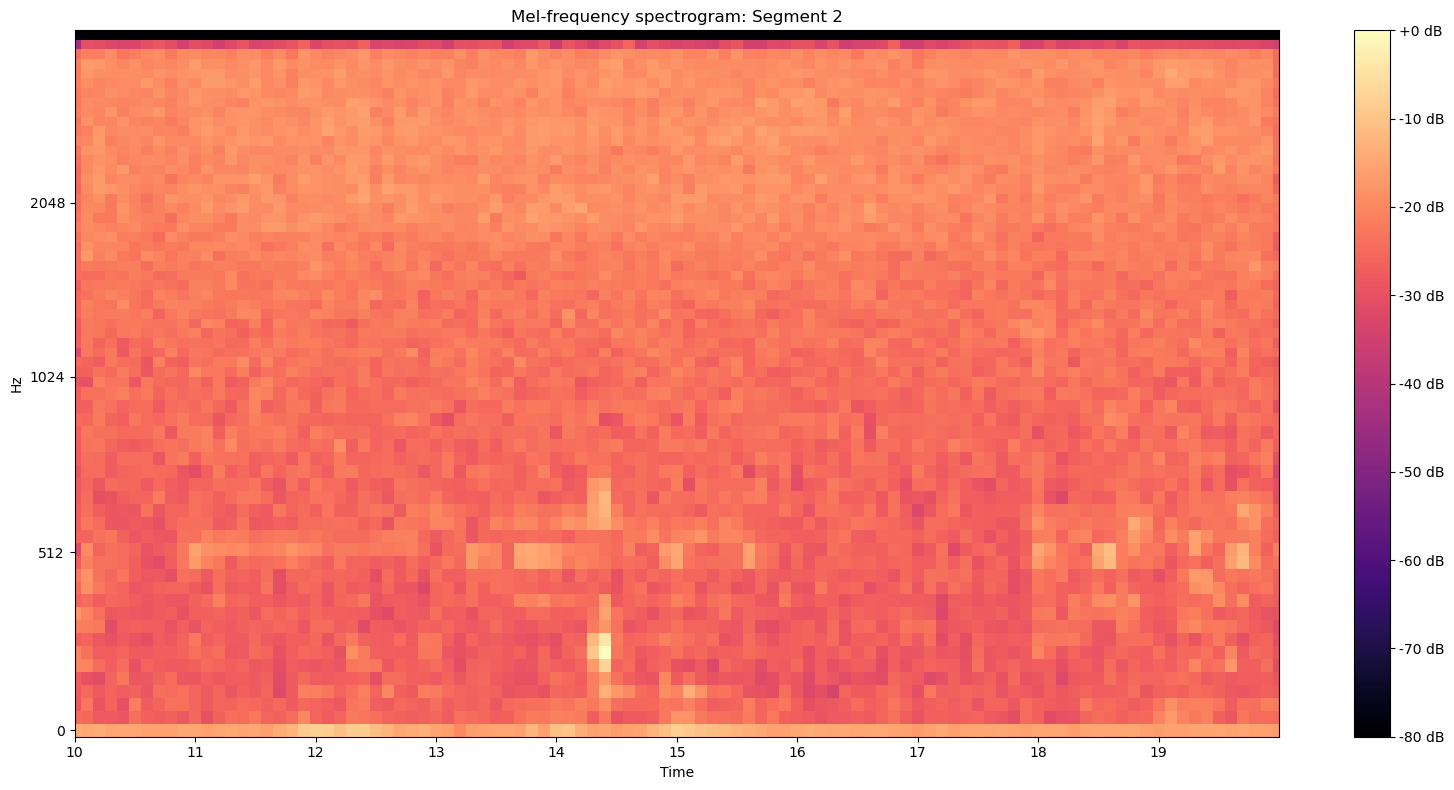 Mel-frequency spectrogram: Segment 2
Hz
2048
1024
512
0
10 11 12 13 14 15 16 17 18 19
Time
+0 dB
-10 dB
-20 dB
-30 dB
-40 dB
-50 dB
-60 dB
-70 dB
-80 dB